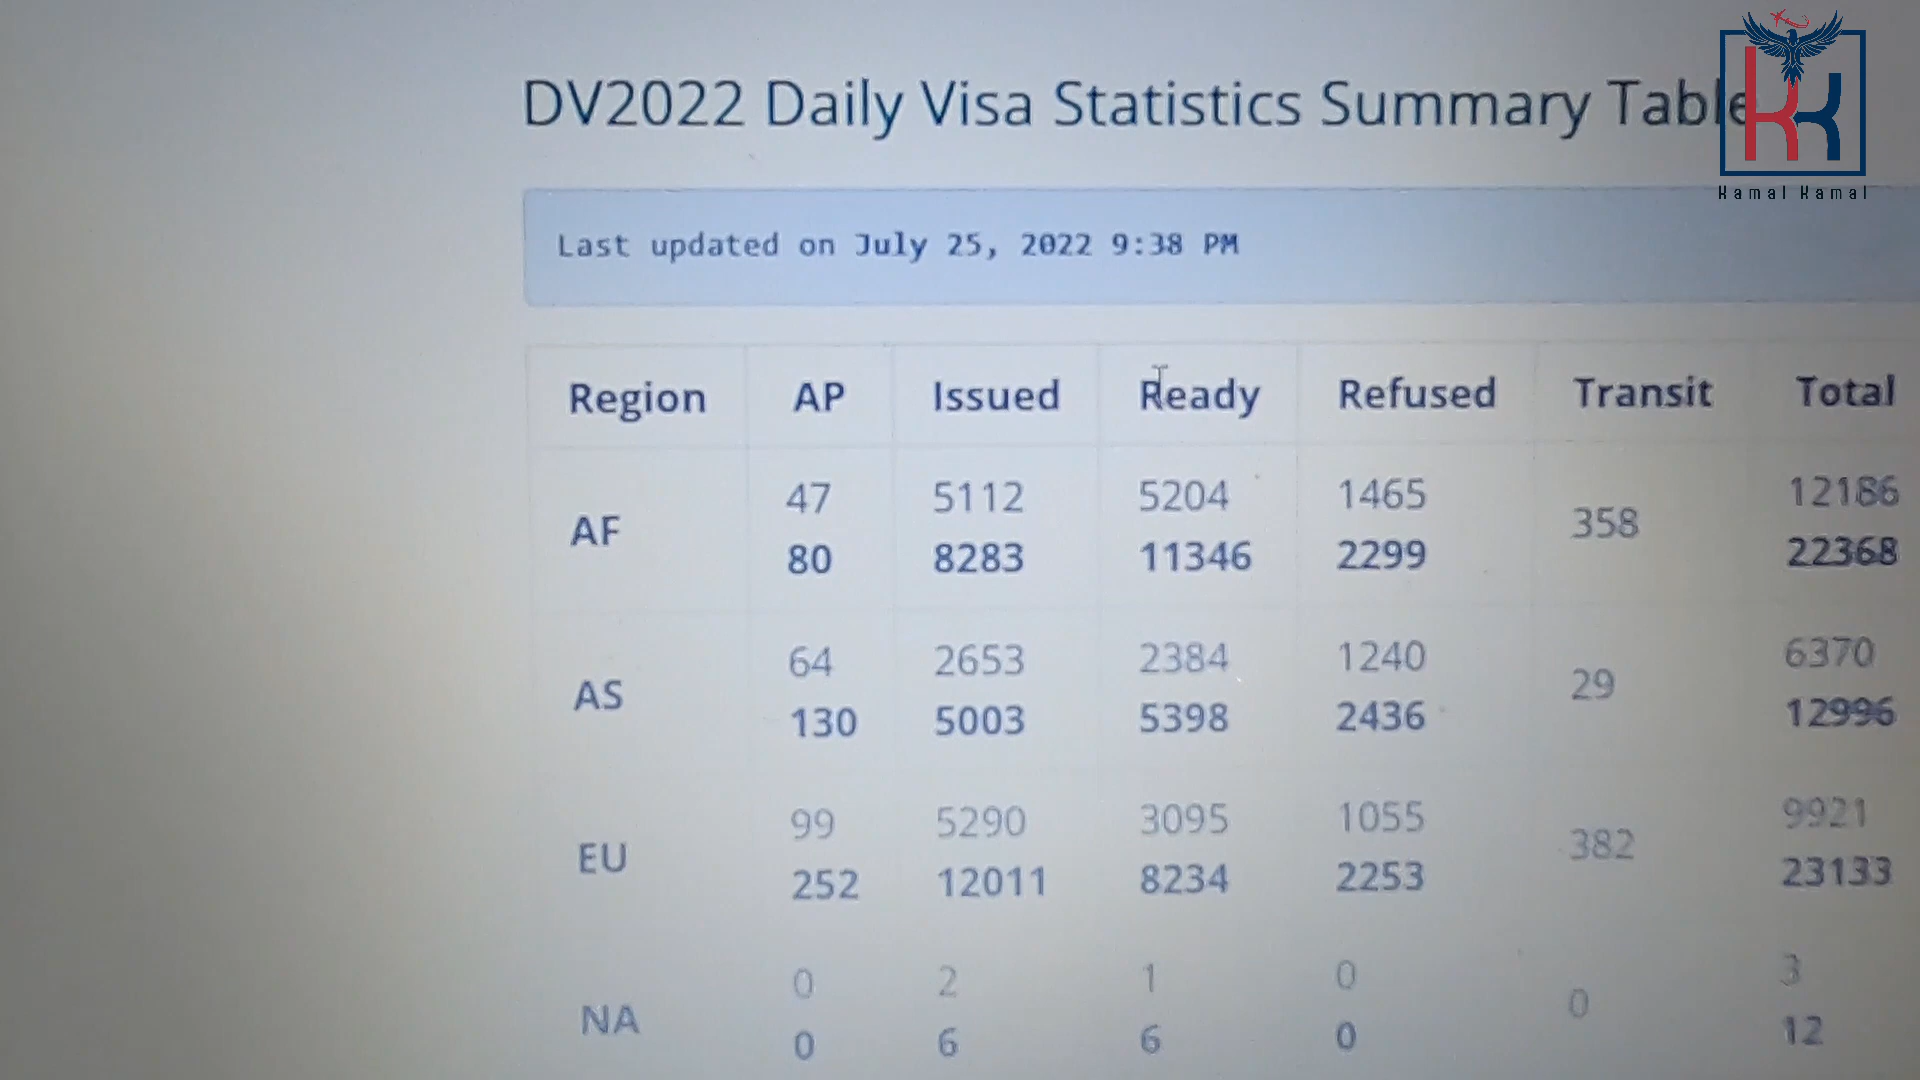 DV2022 Daily Visa Statistics Summary Table
Kamal Kamal
Last updated on July 25, 2022 9:38 PM
Region AP Issued Ready Refused Transit Total
AF 47 5112 5204 1465 358 12186
80 8283 11346 2299 22368
AS 64 2653 2384 1240 29 6370
130 5003 5398 2436 12996
EU 99 5290 3095 1055 382 9921
252 12011 8234 2253 23133
NA 0 2 1 0 0 3
0 6 6 0 12